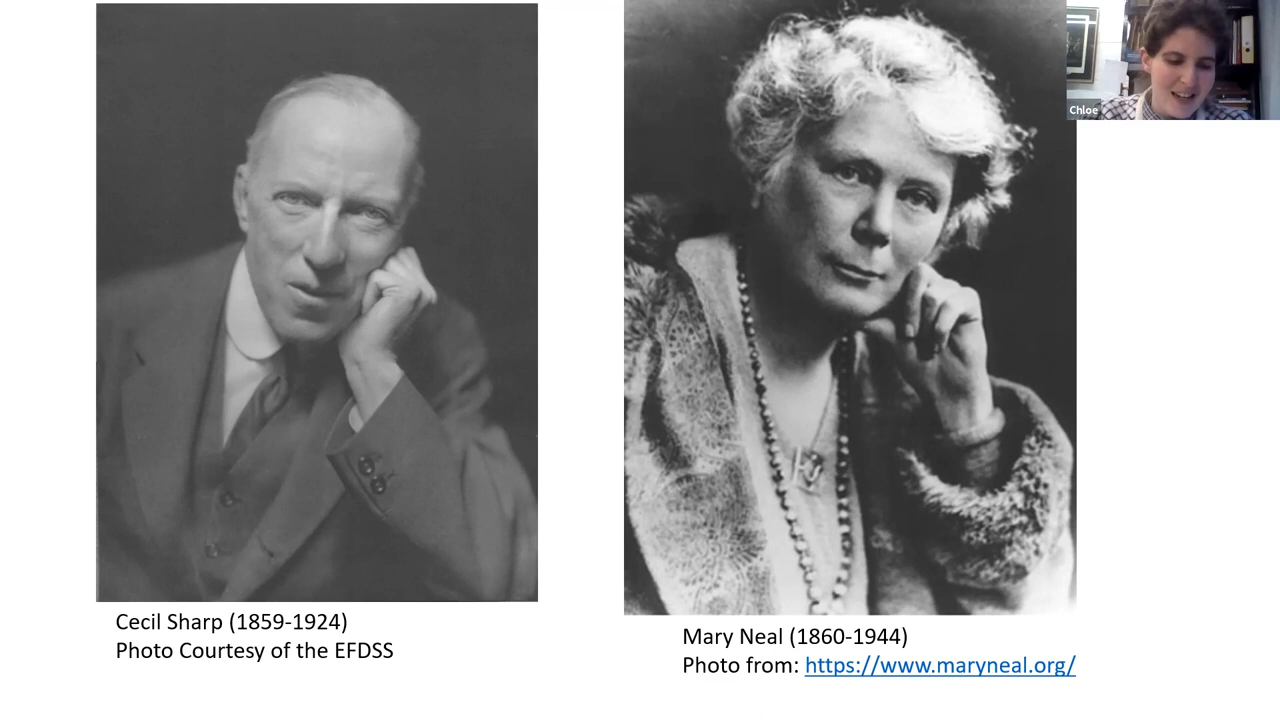 Chloe
Cecil Sharp (1859-1924)
Photo Courtesy of the EFDSS
Mary Neal (1860-1944)
Photo from: https://www.maryneal.org/